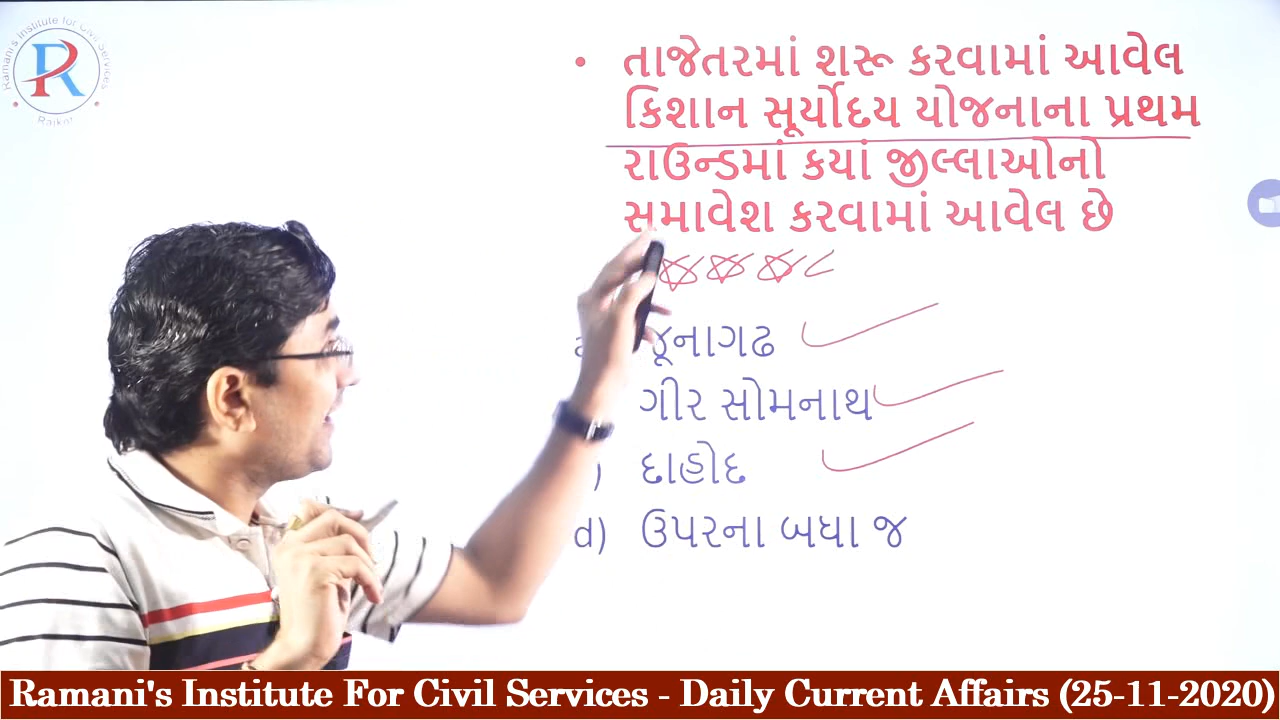 Ramani's Institute for Civil Services
Rajkot
R
• તાજેતરમાં શરૂ કરવામાં આવેલ
કિશાન સૂર્યોદય યોજનાના પ્રથમ
રાઉન્ડમાં કયાં જીલ્લાઓનો
સમાવેશ કરવામાં આવેલ છે
જૂનાગઢ
ગીર સોમનાથ
દાહોદ
d) ઉપરના બધા જ
Ramani's Institute For Civil Services - Daily Current Affairs (25-11-2020)